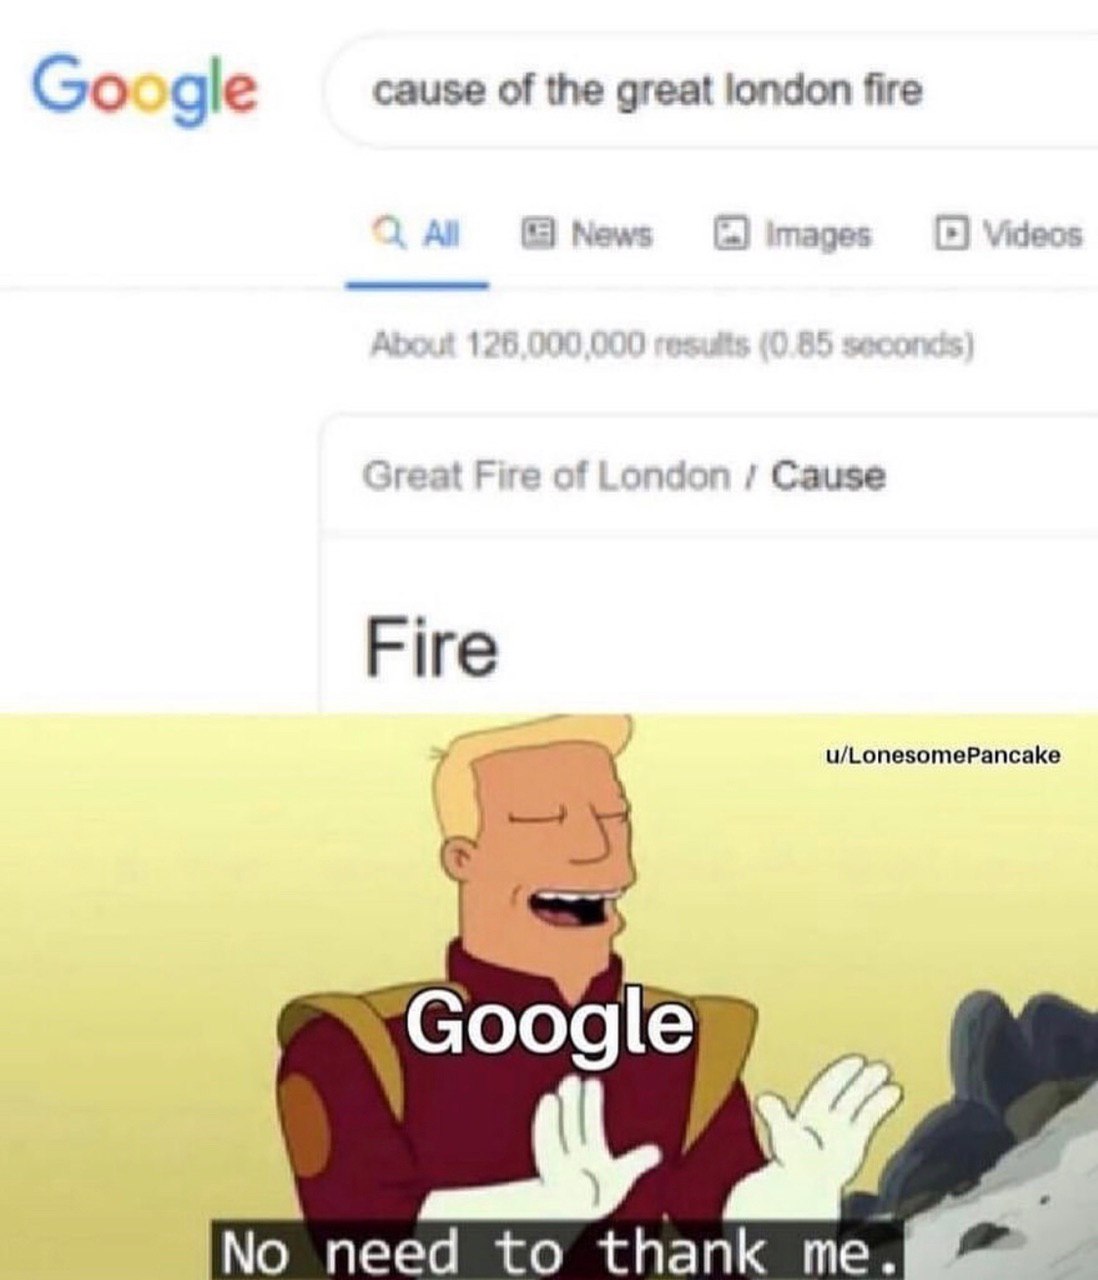 Google
cause of the great london fire
All News Images Videos
About 126,000,000 results (0.85 seconds)
Great Fire of London / Cause
Fire
u/LonesomePancake
Google
No need to thank me.